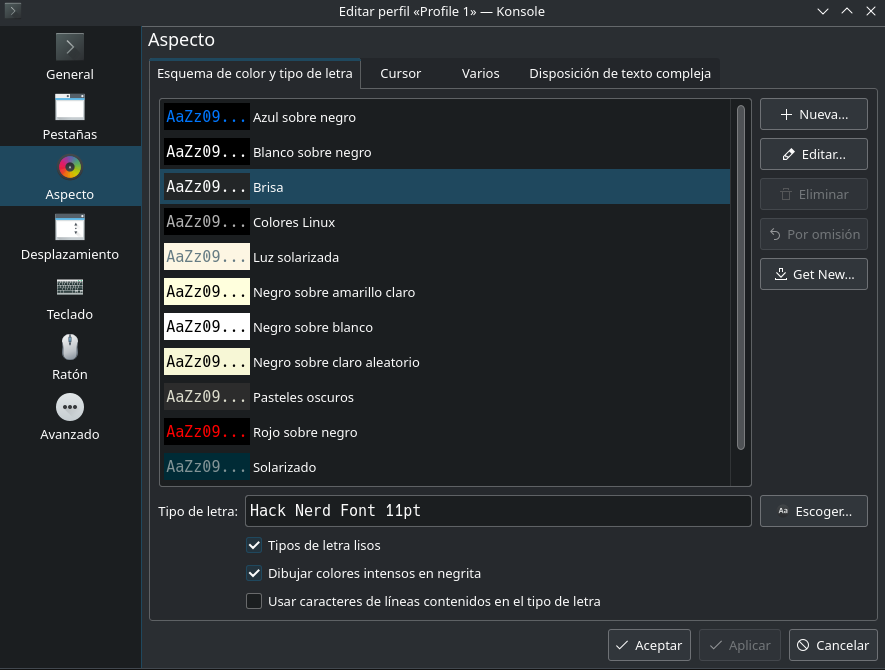 Editar perfil «Profile 1» — Konsole
General
Pestañas
Aspecto
Desplazamiento
Teclado
Ratón
Avanzado
Aspecto
Esquema de color y tipo de letra
Cursor
Varios
Disposición de texto compleja
AaZz09... Azul sobre negro
AaZz09... Blanco sobre negro
AaZz09... Brisa
AaZz09... Colores Linux
AaZz09... Luz solarizada
AaZz09... Negro sobre amarillo claro
AaZz09... Negro sobre blanco
AaZz09... Negro sobre claro aleatorio
AaZz09... Pasteles oscuros
AaZz09... Rojo sobre negro
AaZz09... Solarizado
Nueva...
Editar...
Eliminar
Por omisión
Get New...
Tipo de letra: Hack Nerd Font 11pt
Aa Escoger...
Tipos de letra lisos
Dibujar colores intensos en negrita
Usar caracteres de líneas contenidos en el tipo de letra
Aceptar
Aplicar
Cancelar